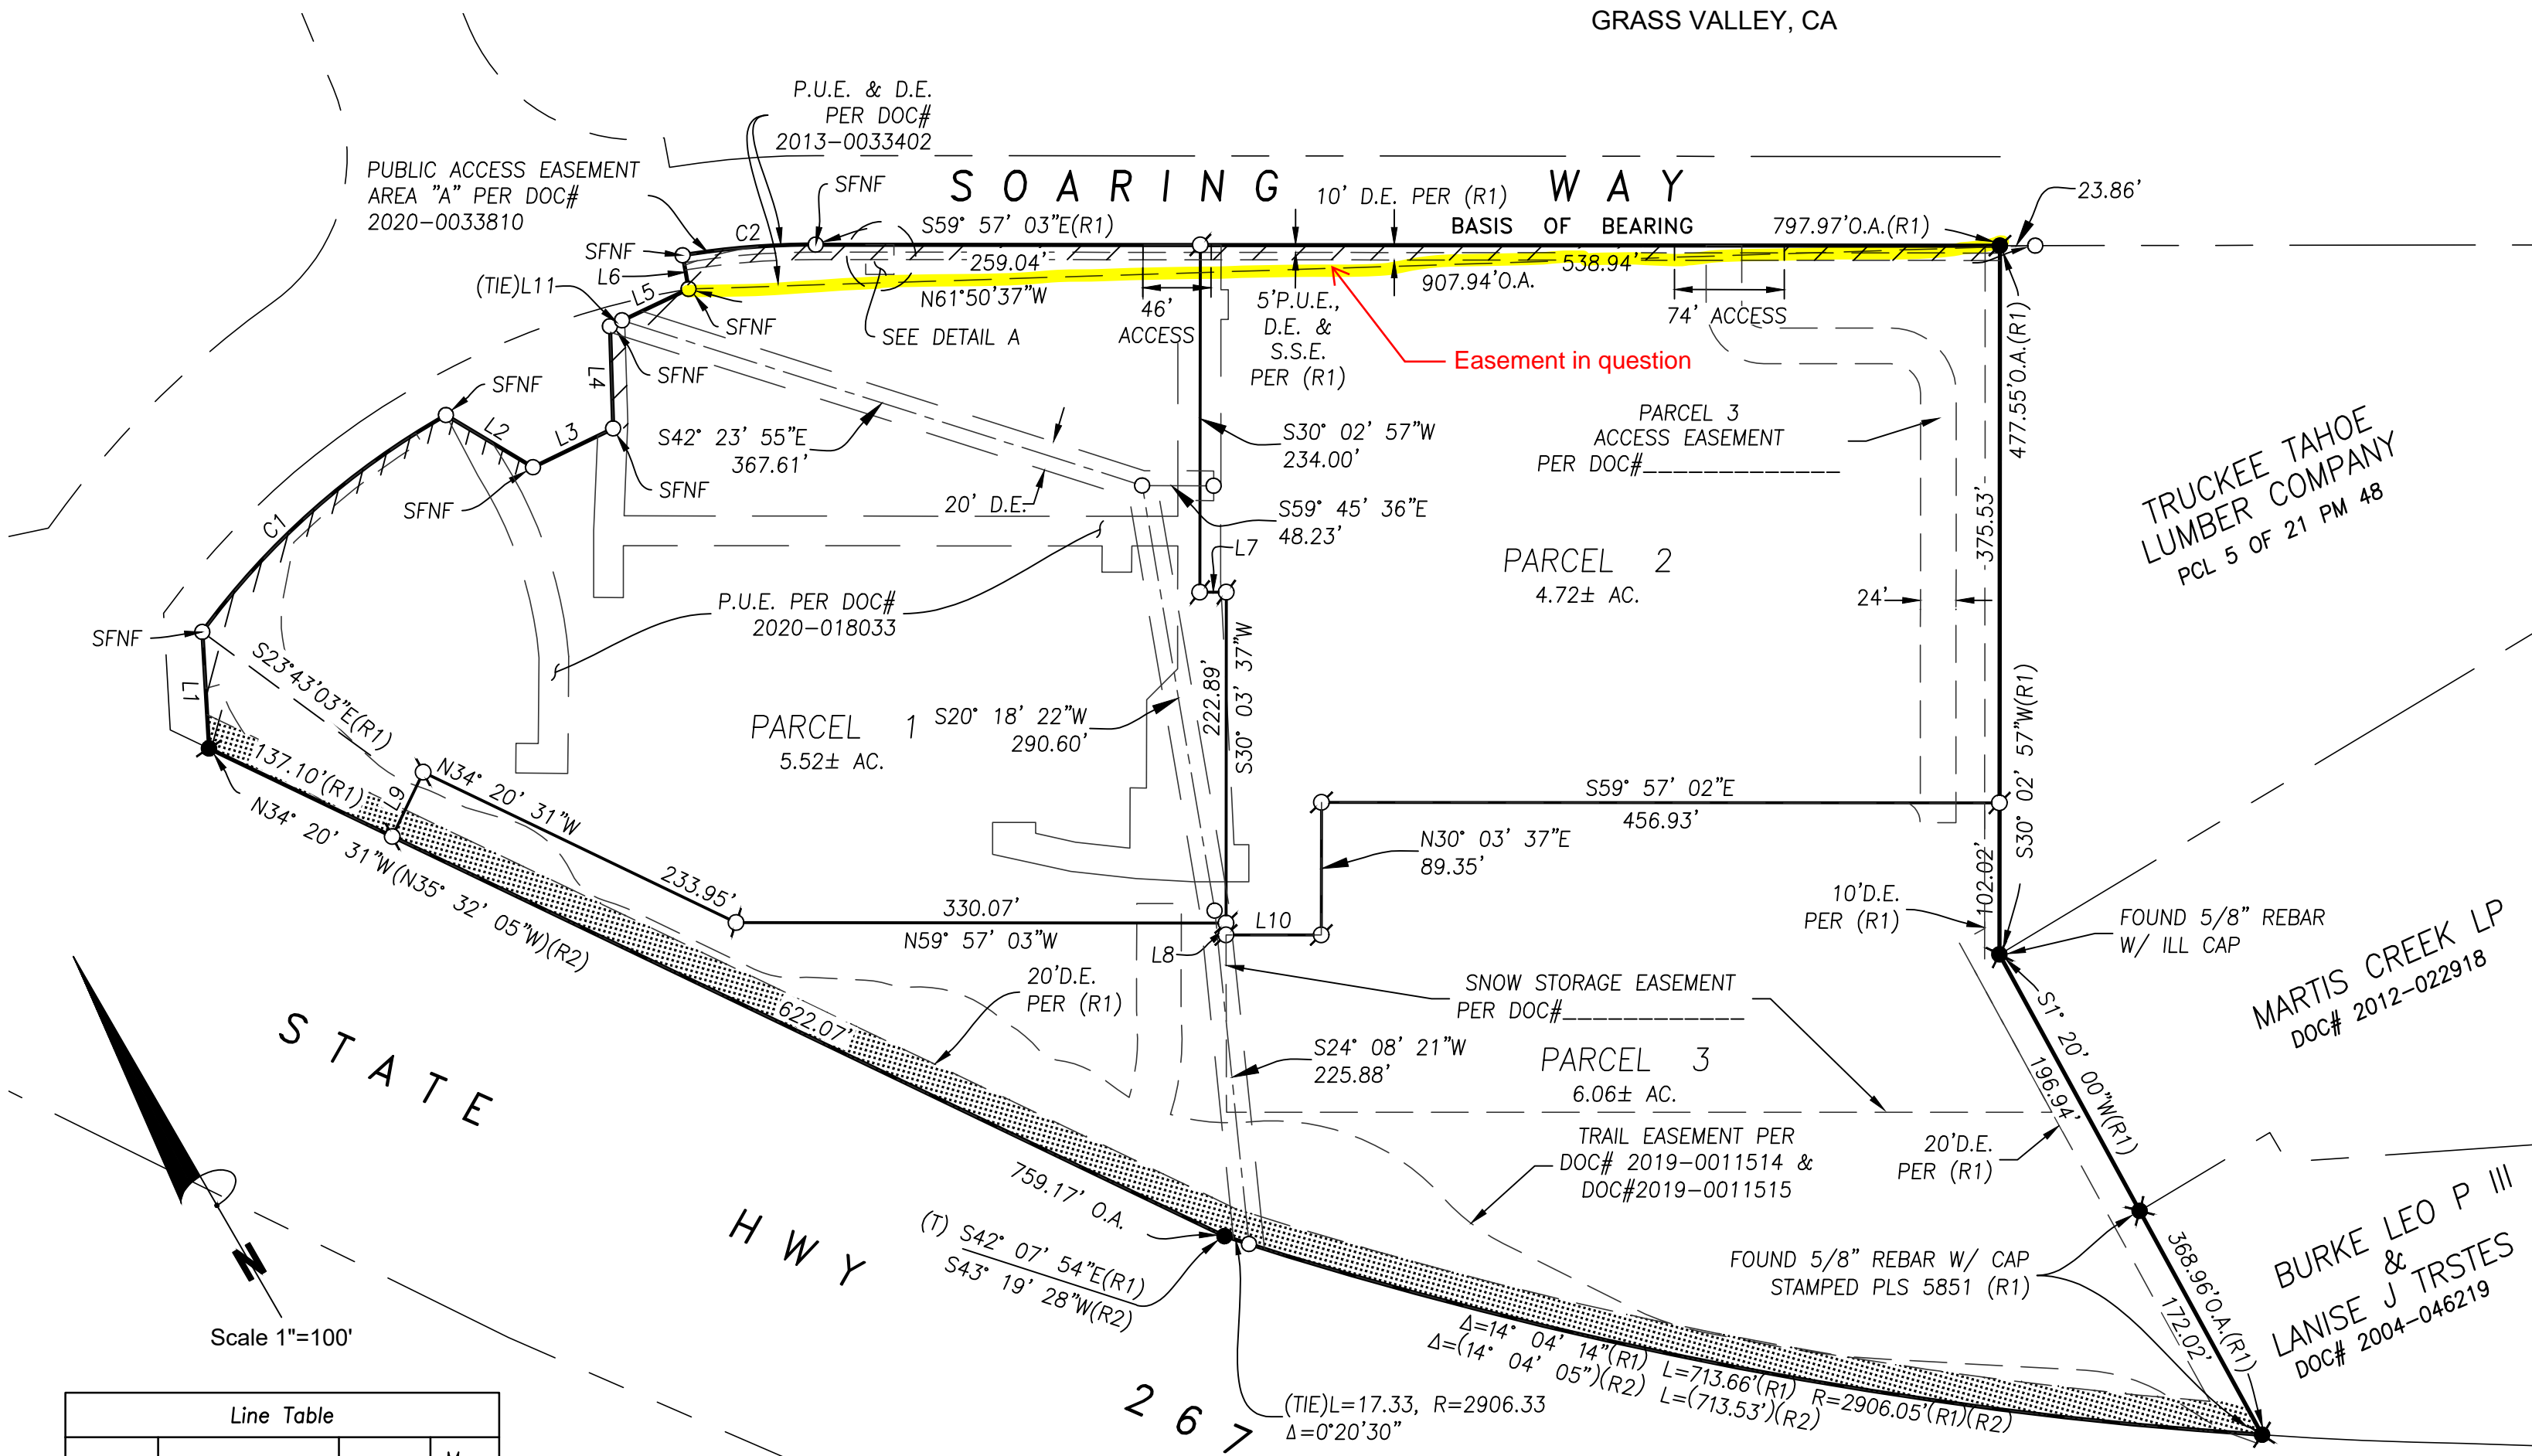 GRASS VALLEY, CA
P.U.E. & D.E.
PER DOC#
2013-0033402
PUBLIC ACCESS EASEMENT
AREA "A" PER DOC#
2020-0033810
SFNF
SOARING WAY
10' D.E. PER (R1)
BASIS OF BEARING
797.97'O.A.(R1)
23.86'
C2
S59° 57' 03"E(R1)
SFNF
L6
(TIE)L11
L5
259.04'
N61°50'37"W
538.94'
907.94'O.A.
SFNF
SEE DETAIL A
46'
ACCESS
5'P.U.E.,
D.E. &
S.S.E.
PER (R1)
74' ACCESS
Easement in question
477.55'O.A.(R1)
SFNF
L4
SFNF
L2
L3
S42° 23' 55"E
367.61'
SFNF
SFNF
20' D.E.
S30° 02' 57"W
234.00'
S59° 45' 36"E
48.23'
PARCEL 3
ACCESS EASEMENT
PER DOC#______________
TRUCKEE TAHOE
LUMBER COMPANY
PCL 5 OF 21 PM 48
C1
L7
PARCEL 2
4.72± AC.
375.53'
24'
P.U.E. PER DOC#
2020-018033
SFNF
L1
S23°43'03"E(R1)
222.89'
S30° 03' 37"W
PARCEL 1
5.52± AC.
S20° 18' 22"W
290.60'
S30° 02' 57"W(R1)
137.10'(R1)
L9
N34° 20' 31"W
233.95'
N34° 20' 31"W(N35° 32' 05"W)(R2)
S59° 57' 02"E
456.93'
N30° 03' 37"E
89.35'
102.02'
330.07'
N59° 57' 03"W
L10
L8
10'D.E.
PER (R1)
FOUND 5/8" REBAR
W/ ILL CAP
MARTIS CREEK LP
DOC# 2012-022918
20'D.E.
PER (R1)
SNOW STORAGE EASEMENT
PER DOC#____________
622.07'
S24° 08' 21"W
225.88'
PARCEL 3
6.06± AC.
S1° 20' 00"W(R1)
196.94'
TRAIL EASEMENT PER
DOC# 2019-0011514 &
DOC#2019-0011515
20'D.E.
PER (R1)
759.17' O.A.
STATE
HWY
267
(T) S42° 07' 54"E(R1)
S43° 19' 28"W(R2)
FOUND 5/8" REBAR W/ CAP
STAMPED PLS 5851 (R1)
368.96'O.A.(R1)
172.02'
BURKE LEO P III
&
LANISE J TRSTES
DOC# 2004-046219
Δ=14° 04' 14"(R1) L=713.66'(R1) R=2906.05'(R1)(R2)
Δ=(14° 04' 05")(R2) L=(713.53')(R2)
(TIE)L=17.33, R=2906.33
Δ=0°20'30"
N
Scale 1"=100'
Line Table